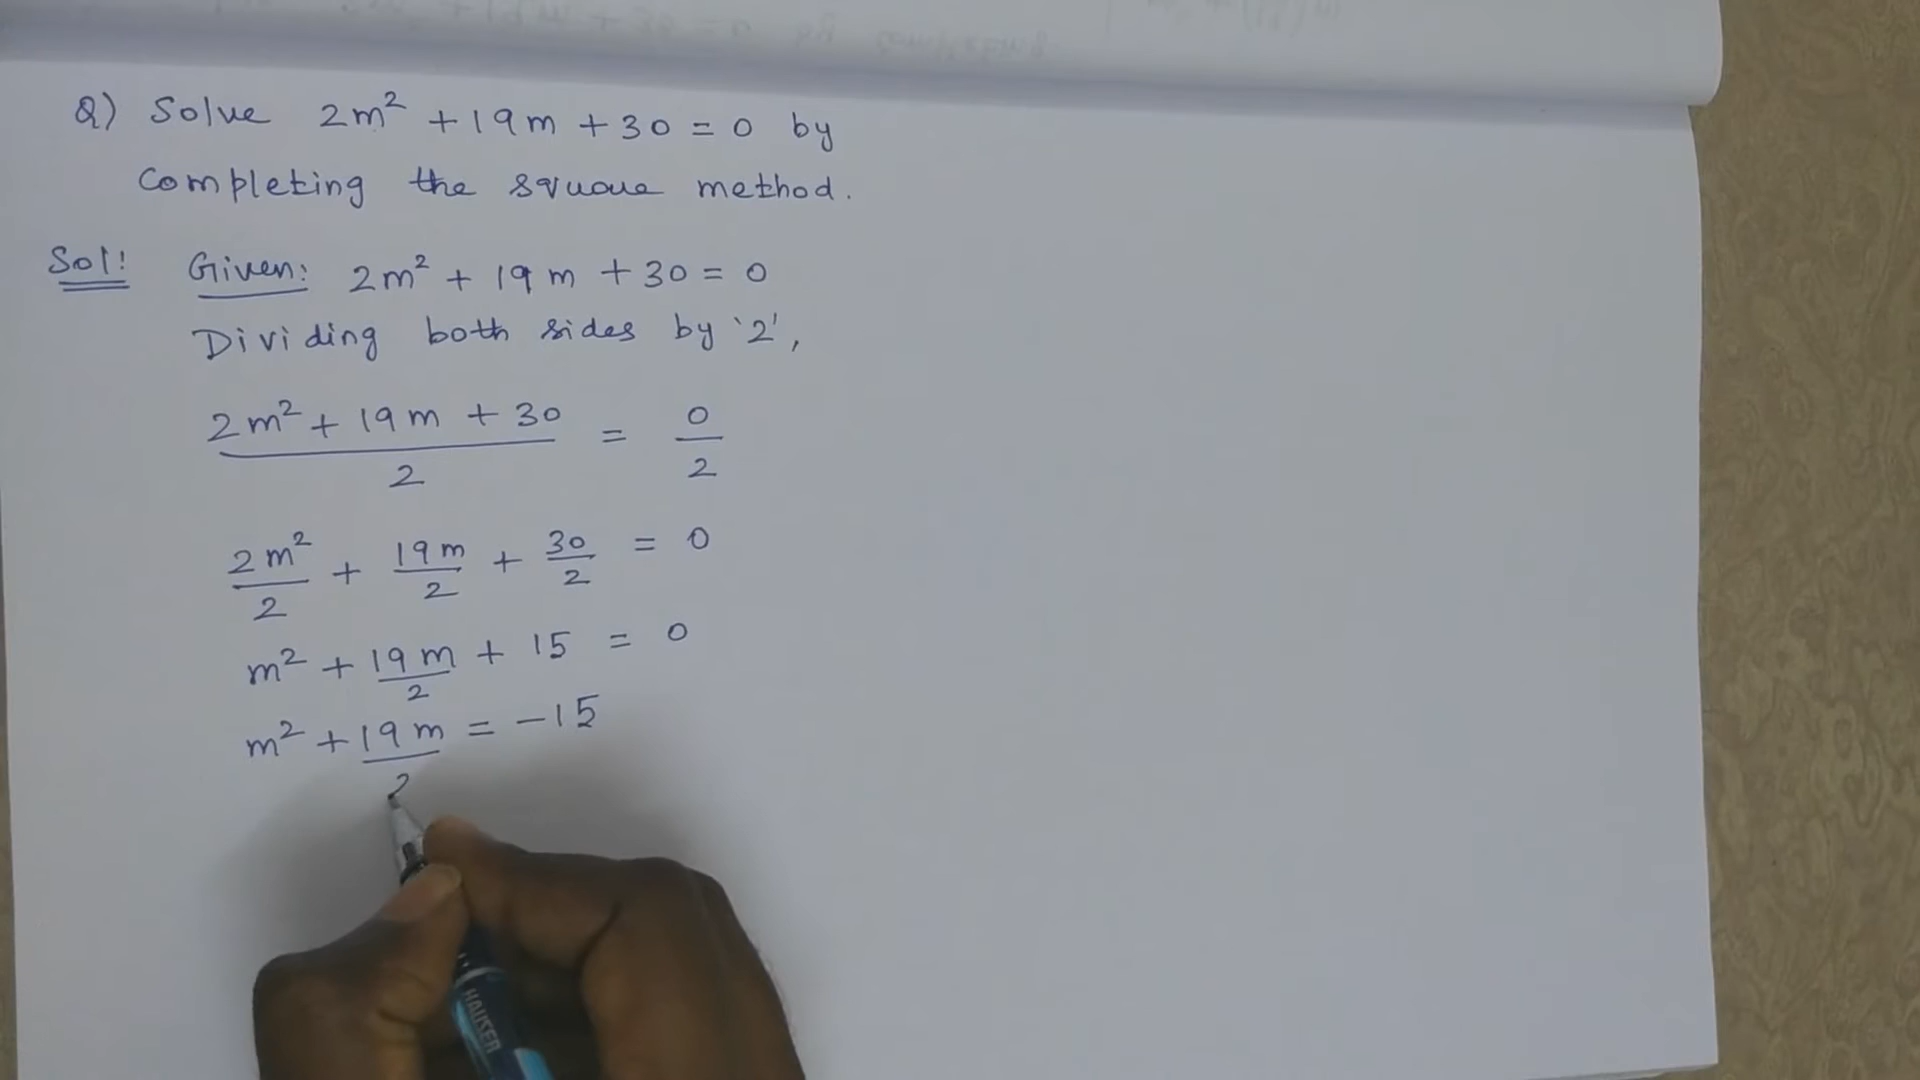 Q) Solve 2m² + 19m + 30 = 0 by
completing the square method.
Sol: Given: 2m² + 19m + 30 = 0
Dividing both sides by '2',
2m² + 19m + 30 / 2 = 0/2
2m²/2 + 19m/2 + 30/2 = 0
m² + 19m/2 + 15 = 0
m² + 19m/2 = -15
HAUSER